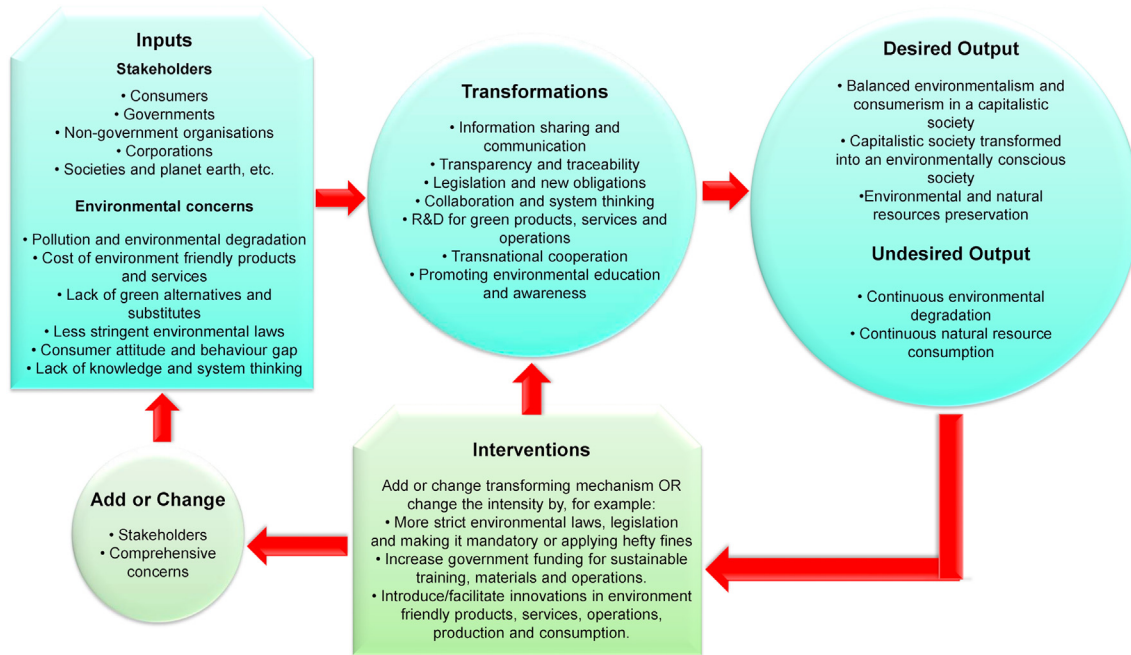 Inputs
Stakeholders
• Consumers
• Governments
• Non-government organisations
• Corporations
• Societies and planet earth, etc.
Environmental concerns
• Pollution and environmental degradation
• Cost of environment friendly products
and services
• Lack of green alternatives and
substitutes
• Less stringent environmental laws
• Consumer attitude and behaviour gap
• Lack of knowledge and system thinking
Transformations
• Information sharing and
communication
• Transparency and traceability
• Legislation and new obligations
• Collaboration and system thinking
• R&D for green products, services and
operations
• Transnational cooperation
• Promoting environmental education
and awareness
Desired Output
• Balanced environmentalism and
consumerism in a capitalistic
society
• Capitalistic society transformed
into an environmentally conscious
society
•Environmental and natural
resources preservation
Undesired Output
• Continuous environmental
degradation
• Continuous natural resource
consumption
Interventions
Add or change transforming mechanism OR
change the intensity by, for example:
• More strict environmental laws, legislation
and making it mandatory or applying hefty fines
• Increase government funding for sustainable
training, materials and operations.
• Introduce/facilitate innovations in environment
friendly products, services, operations,
production and consumption.
Add or Change
• Stakeholders
• Comprehensive
concerns